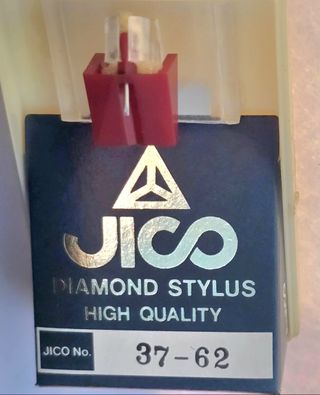 JICO
DIAMOND STYLUS
HIGH QUALITY
JICO No. 37-62